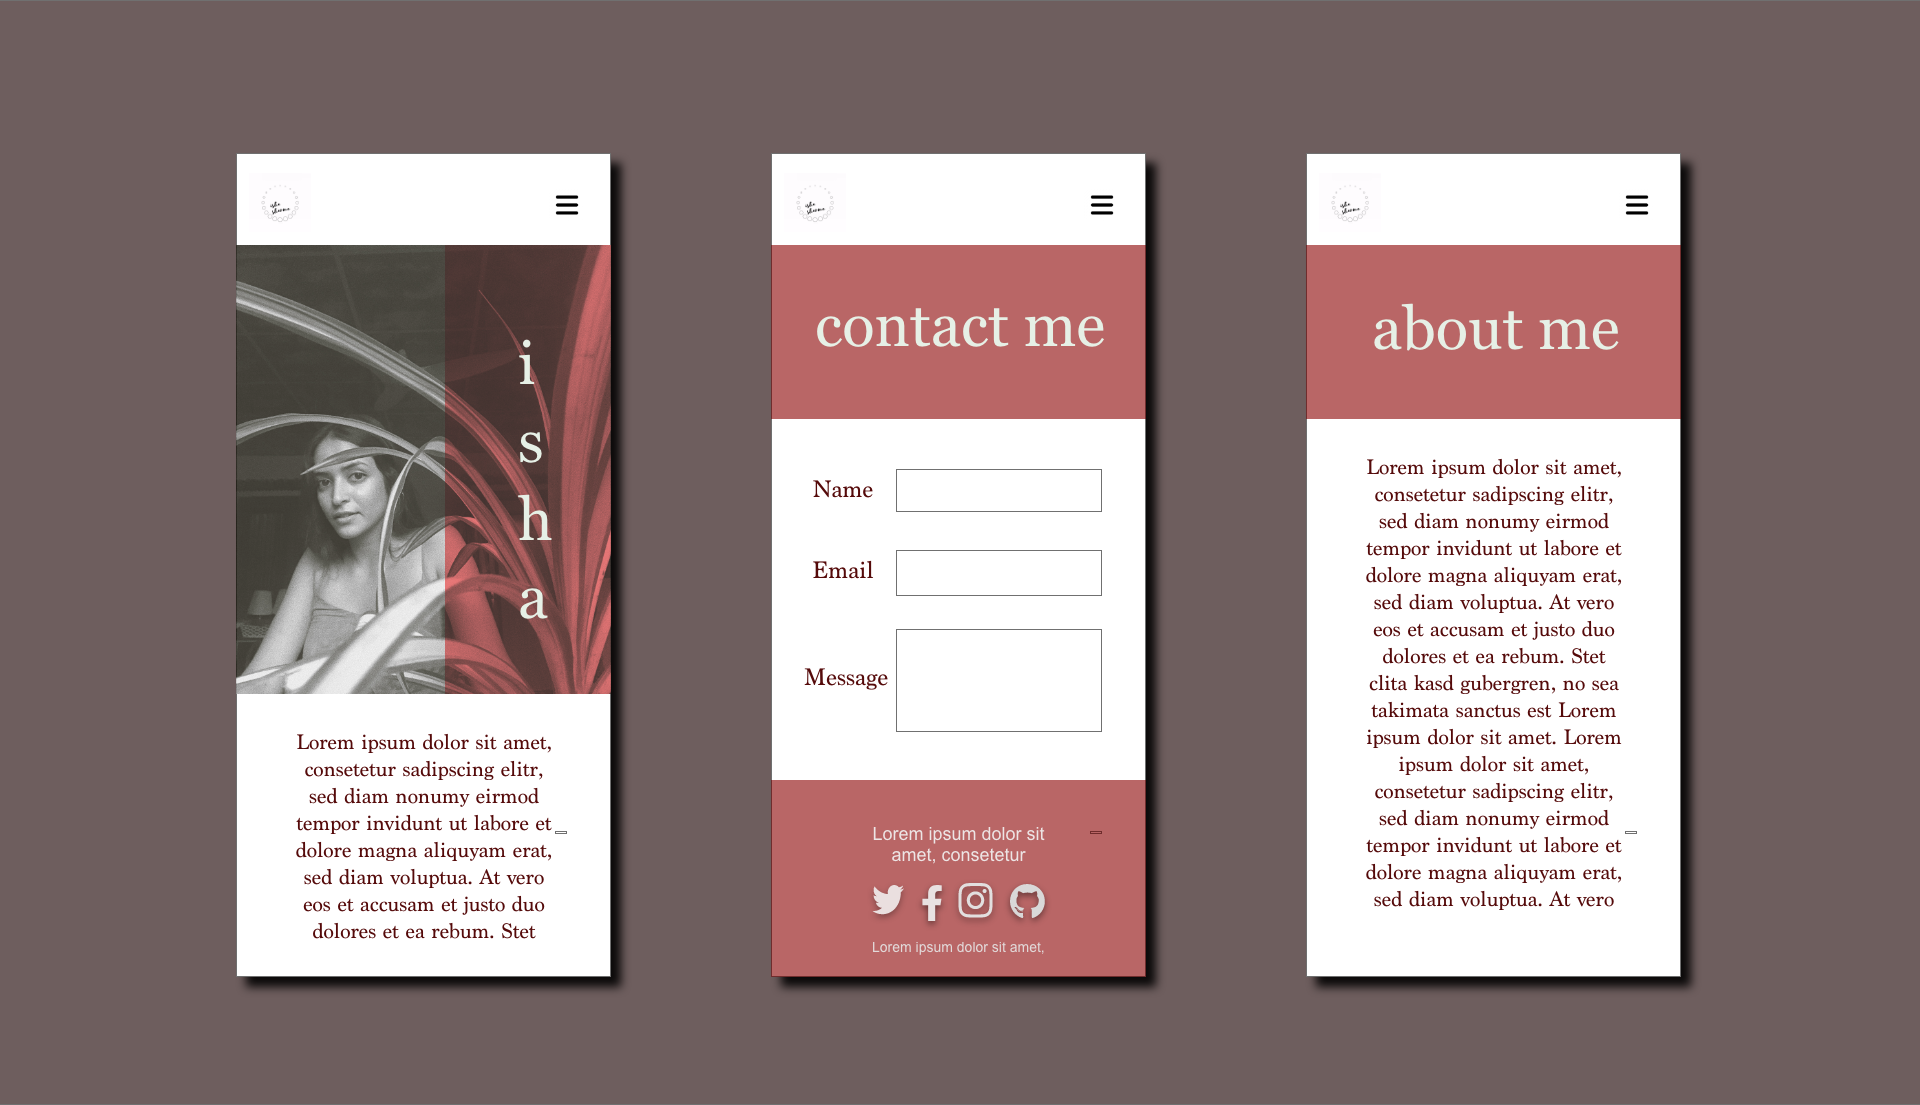 isha
sharma
i
s
h
a
Lorem ipsum dolor sit amet,
consetetur sadipscing elitr,
sed diam nonumy eirmod
tempor invidunt ut labore et
dolore magna aliquyam erat,
sed diam voluptua. At vero
eos et accusam et justo duo
dolores et ea rebum. Stet
isha
sharma
contact me
Name
Email
Message
Lorem ipsum dolor sit
amet, consetetur
Lorem ipsum dolor sit amet,
isha
sharma
about me
Lorem ipsum dolor sit amet,
consetetur sadipscing elitr,
sed diam nonumy eirmod
tempor invidunt ut labore et
dolore magna aliquyam erat,
sed diam voluptua. At vero
eos et accusam et justo duo
dolores et ea rebum. Stet
clita kasd gubergren, no sea
takimata sanctus est Lorem
ipsum dolor sit amet. Lorem
ipsum dolor sit amet,
consetetur sadipscing elitr,
sed diam nonumy eirmod
tempor invidunt ut labore et
dolore magna aliquyam erat,
sed diam voluptua. At vero